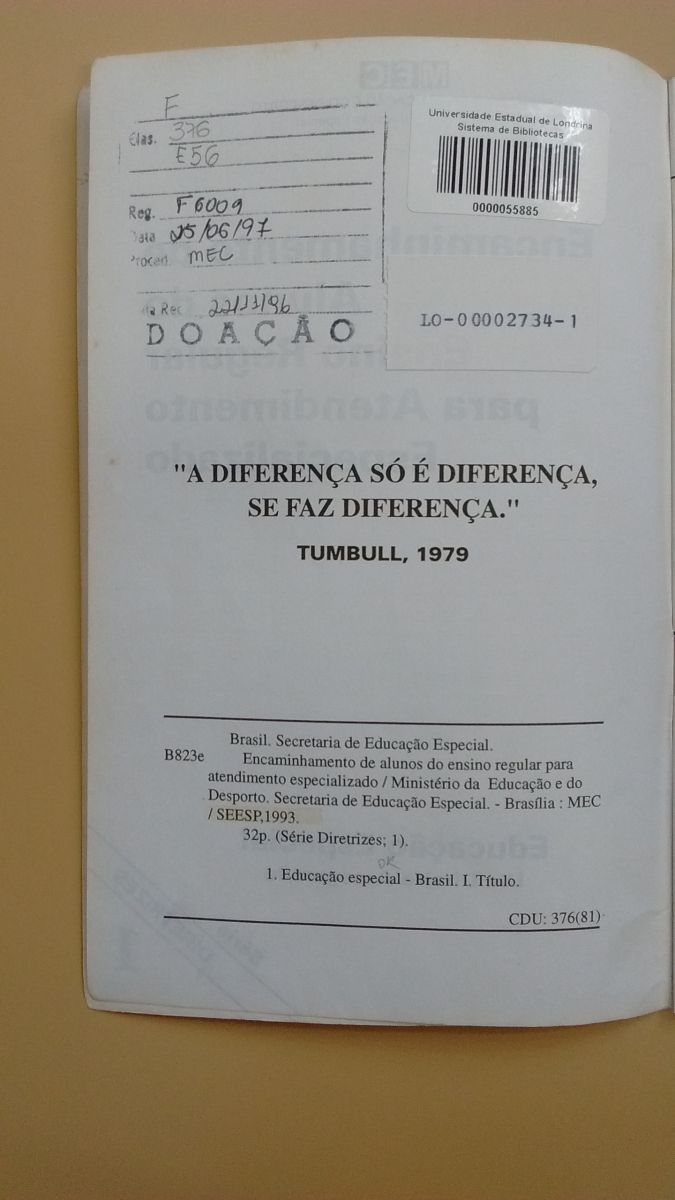 F
Clas. 376
E56
Reg. F6009
Data 25/06/97
Proced. MEC
Rec 22/11/96
DOAÇÃO
Universidade Estadual de Londrina
Sistema de Bibliotecas
0000055885
LO-00002734-1
"A DIFERENÇA SÓ É DIFERENÇA,
SE FAZ DIFERENÇA."
TUMBULL, 1979
Brasil. Secretaria de Educação Especial.
B823e Encaminhamento de alunos do ensino regular para
atendimento especializado / Ministério da Educação e do
Desporto. Secretaria de Educação Especial. - Brasília : MEC
/ SEESP,1993.
32p. (Série Diretrizes; 1).
OK
1. Educação especial - Brasil. I. Título.
CDU: 376(81)